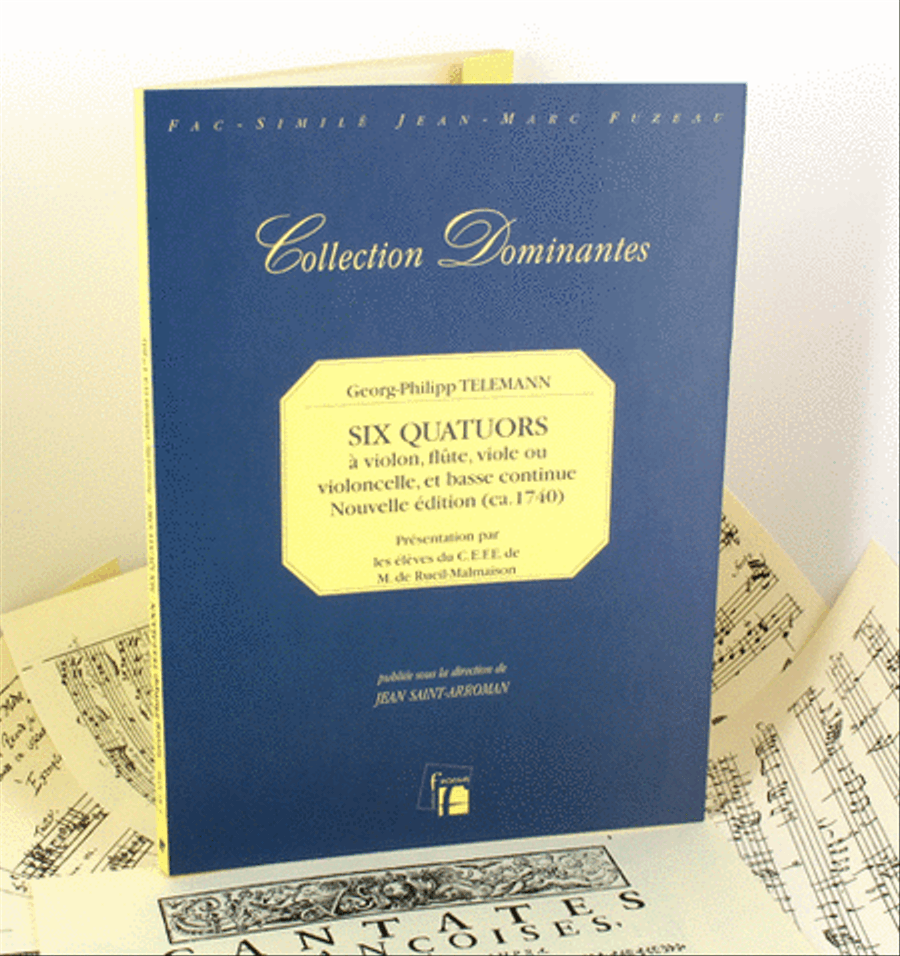 FAC-SIMILÉ JEAN-MARC FUZEAU
Collection Dominantes
Georg-Philipp TELEMANN
SIX QUATUORS
à violon, flûte, viole ou
violoncelle, et basse continue
Nouvelle édition (ca. 1740)
Présentation par
les élèves du C.E.F.E. de
M. de Rueil-Malmaison
publiée sous la direction de
JEAN SAINT-ARROMAN
CANTATES